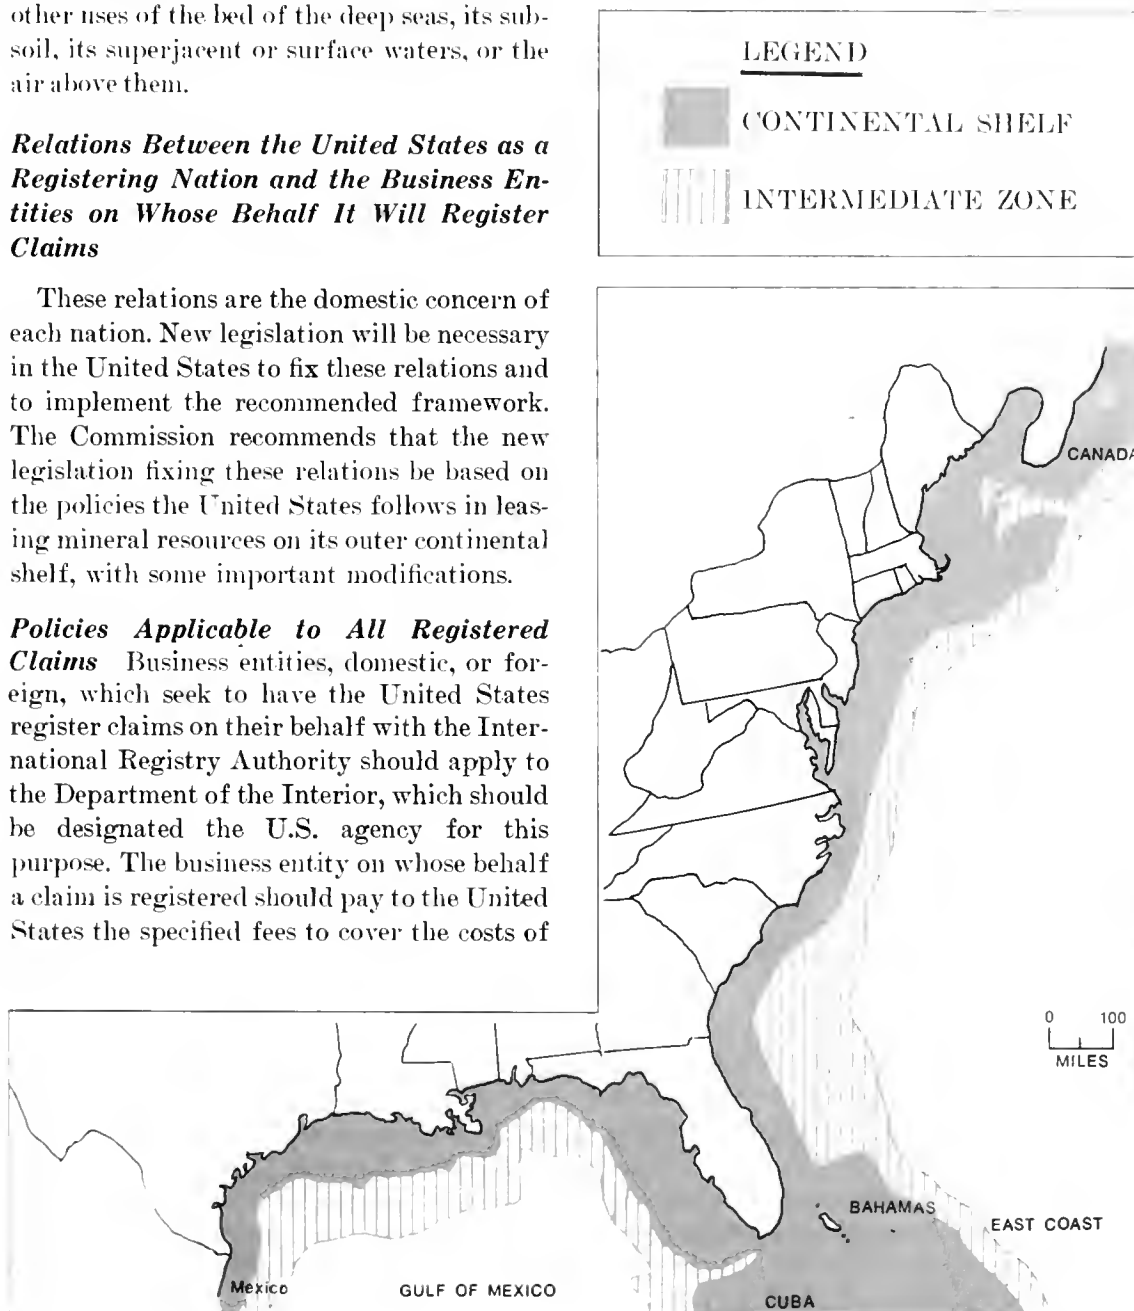 other uses of the bed of the deep seas, its sub-
soil, its superjacent or surface waters, or the
air above them.
Relations Between the United States as a
Registering Nation and the Business En-
tities on Whose Behalf It Will Register
Claims
These relations are the domestic concern of
each nation. New legislation will be necessary
in the United States to fix these relations and
to implement the recommended framework.
The Commission recommends that the new
legislation fixing these relations be based on
the policies the United States follows in leas-
ing mineral resources on its outer continental
shelf, with some important modifications.
Policies Applicable to All Registered
Claims Business entities, domestic, or for-
eign, which seek to have the United States
register claims on their behalf with the Inter-
national Registry Authority should apply to
the Department of the Interior, which should
be designated the U.S. agency for this
purpose. The business entity on whose behalf
a claim is registered should pay to the United
States the specified fees to cover the costs of
LEGEND
CONTINENTAL SHELF
INTERMEDIATE ZONE
CANADA
0 100
MILES
BAHAMAS
EAST COAST
Mexico
GULF OF MEXICO
CUBA